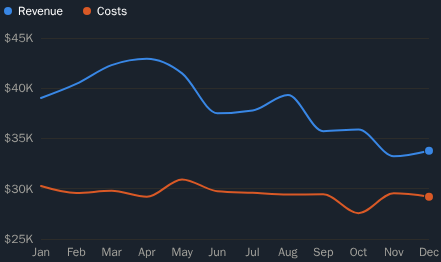 Revenue Costs
$45K
$40K
$35K
$30K
$25K
Jan Feb Mar Apr May Jun Jul Aug Sep Oct Nov Dec